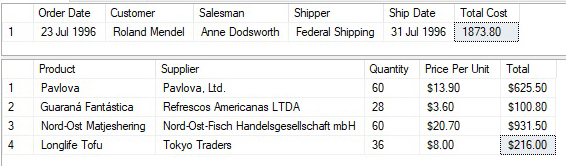 Order Date Customer Salesman Shipper Ship Date Total Cost
1 23 Jul 1996 Roland Mendel Anne Dodsworth Federal Shipping 31 Jul 1996 1873.80
Product Supplier Quantity Price Per Unit Total
1 Pavlova Pavlova, Ltd. 60 $13.90 $625.50
2 Guaraná Fantástica Refrescos Americanas LTDA 28 $3.60 $100.80
3 Nord-Ost Matjeshering Nord-Ost-Fisch Handelsgesellschaft mbH 60 $20.70 $931.50
4 Longlife Tofu Tokyo Traders 36 $8.00 $216.00